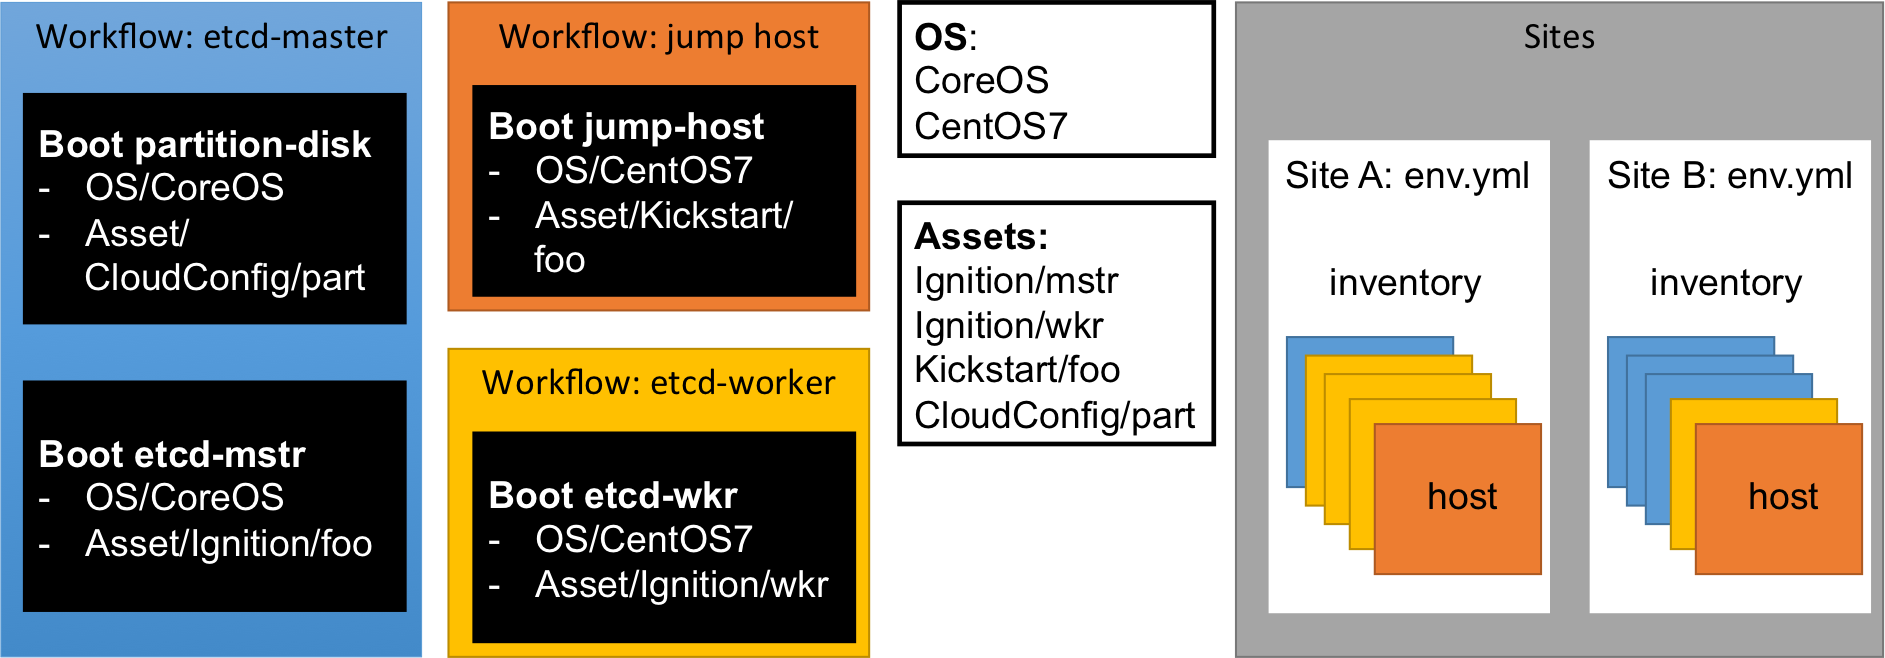 Workflow: etcd-master
Boot partition-disk
- OS/CoreOS
- Asset/
CloudConfig/part
Boot etcd-mstr
- OS/CoreOS
- Asset/Ignition/foo
Workflow: jump host
Boot jump-host
- OS/CentOS7
- Asset/Kickstart/
foo
Workflow: etcd-worker
Boot etcd-wkr
- OS/CentOS7
- Asset/Ignition/wkr
OS:
CoreOS
CentOS7
Assets:
Ignition/mstr
Ignition/wkr
Kickstart/foo
CloudConfig/part
Sites
Site A: env.yml
inventory
host
Site B: env.yml
inventory
host